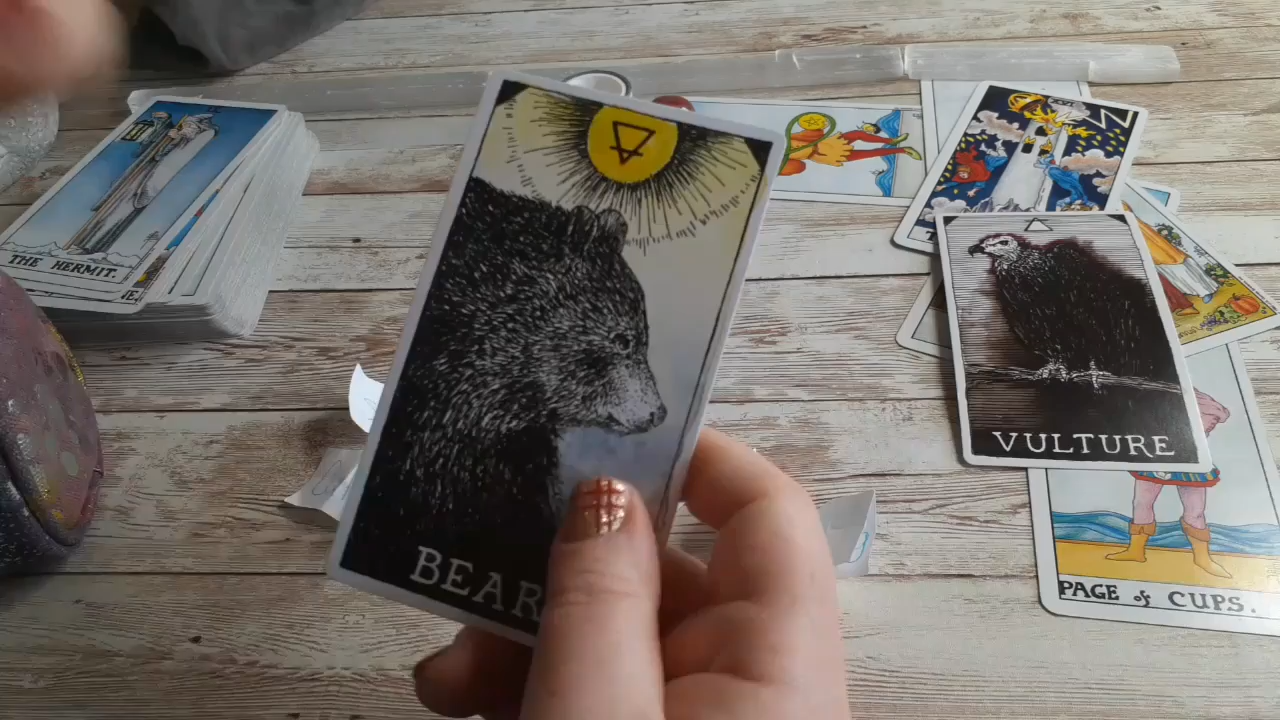 THE HERMIT.
BEAR
VULTURE
PAGE of CUPS.